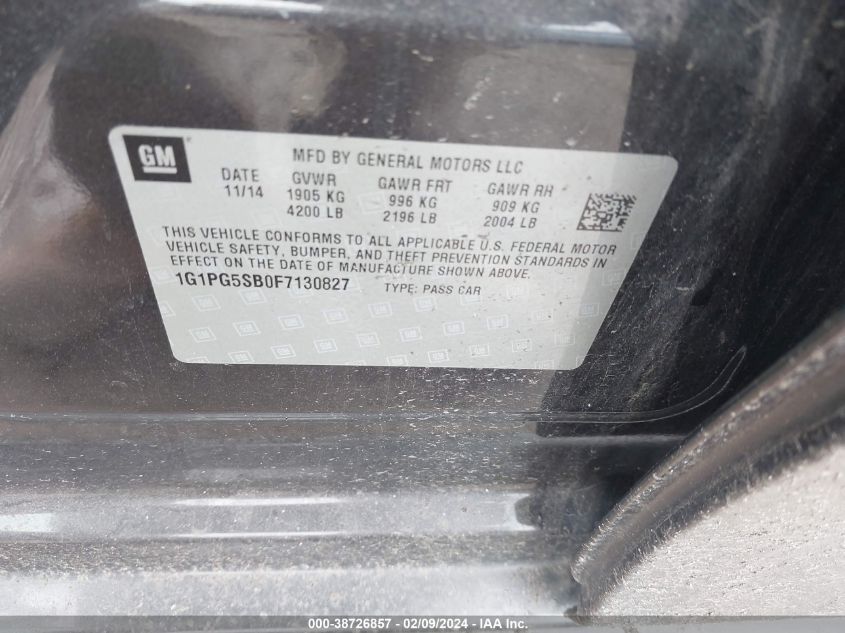 GM
MFD BY GENERAL MOTORS LLC
DATE GVWR GAWR FRT GAWR RR
11/14 1905 KG 996 KG 909 KG
4200 LB 2196 LB 2004 LB
THIS VEHICLE CONFORMS TO ALL APPLICABLE U.S. FEDERAL MOTOR
VEHICLE SAFETY, BUMPER, AND THEFT PREVENTION STANDARDS IN
EFFECT ON THE DATE OF MANUFACTURE SHOWN ABOVE.
1G1PG5SB0F7130827 TYPE: PASS CAR
000-38726857 - 02/09/2024 - IAA Inc.